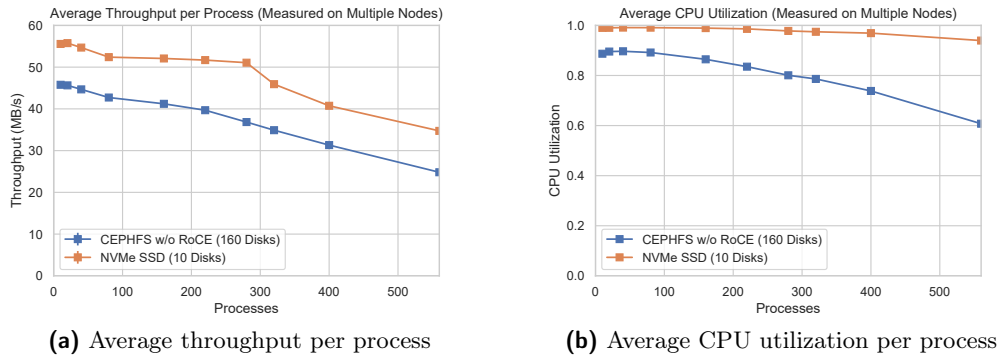 Average Throughput per Process (Measured on Multiple Nodes)
60
50
40
30
20
10
0
Throughput (MB/s)
CEPHFS w/o RoCE (160 Disks)
NVMe SSD (10 Disks)
0
100
200
300
400
500
Processes
(a) Average throughput per process
Average CPU Utilization (Measured on Multiple Nodes)
1.0
0.8
0.6
0.4
0.2
0.0
CPU Utilization
CEPHFS w/o RoCE (160 Disks)
NVMe SSD (10 Disks)
0
100
200
300
400
500
Processes
(b) Average CPU utilization per process